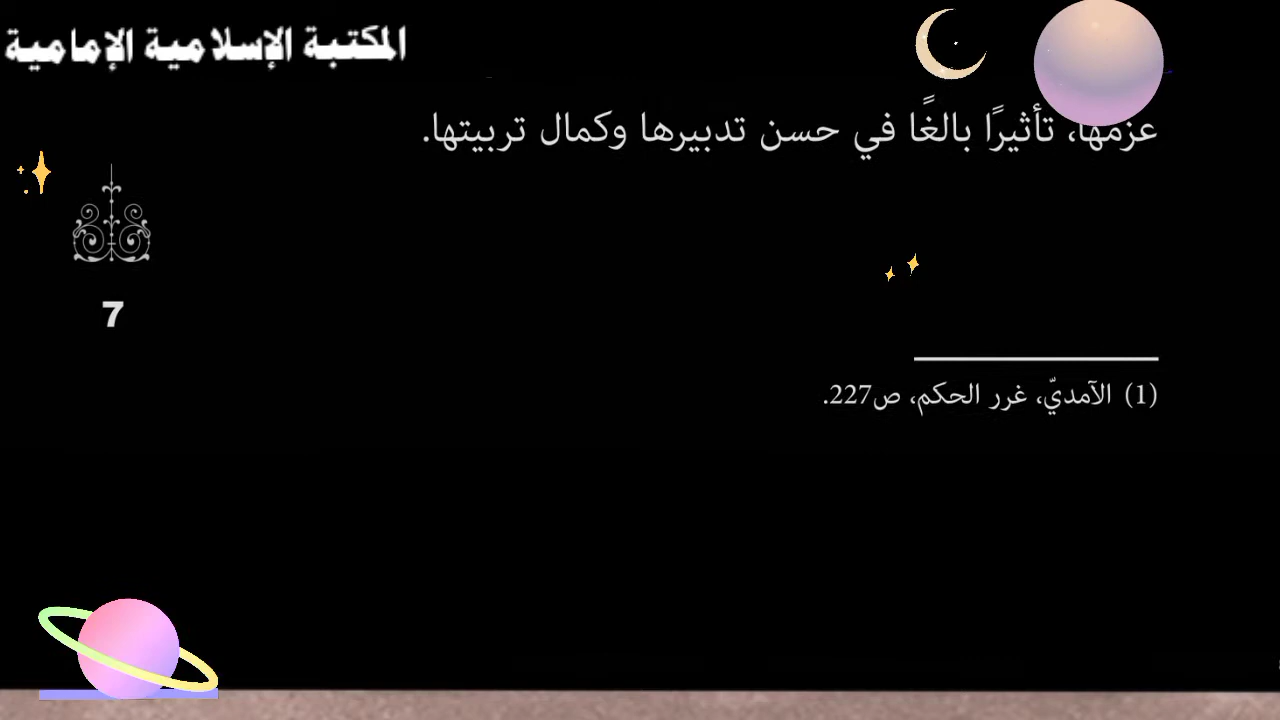 المكتبة الإسلامية الإمامية
عزمها، تأثيرًا بالغًا في حسن تدبيرها وكمال تربيتها.
7
(1) الآمديّ، غرر الحكم، ص227.